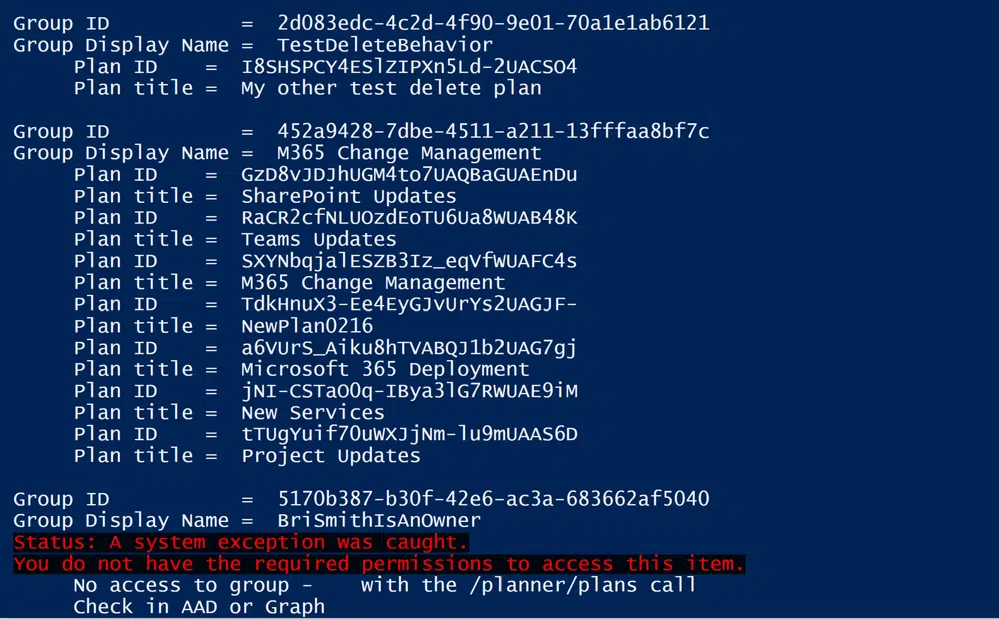 Group ID = 2d083edc-4c2d-4f90-9e01-70a1e1ab6121
Group Display Name = TestDeleteBehavior
Plan ID = I8SHSPCY4ESlZIPXn5Ld-2UACSO4
Plan title = My other test delete plan
Group ID = 452a9428-7dbe-4511-a211-13fffaa8bf7c
Group Display Name = M365 Change Management
Plan ID = GzD8vJDJhUGM4to7UAQBaGUAEnDu
Plan title = SharePoint Updates
Plan ID = RaCR2cfNLUOzdEoTU6Ua8WUAB48K
Plan title = Teams Updates
Plan ID = SXYNbqjalESZB3Iz_eqVfWUAFC4s
Plan title = M365 Change Management
Plan ID = TdkHnuX3-Ee4EyGJvUrYs2UAGJF-
Plan title = NewPlan0216
Plan ID = a6VUrS_Aiku8hTVABQJ1b2UAG7gj
Plan title = Microsoft 365 Deployment
Plan ID = jNI-CSTaO0q-IBya3lG7RWUAE9iM
Plan title = New Services
Plan ID = tTUgYuif70uWXJjNm-lu9mUAAS6D
Plan title = Project Updates
Group ID = 5170b387-b30f-42e6-ac3a-683662af5040
Group Display Name = BriSmithIsAnOwner
Status: A system exception was caught.
You do not have the required permissions to access this item.
No access to group - with the /planner/plans call
Check in AAD or Graph